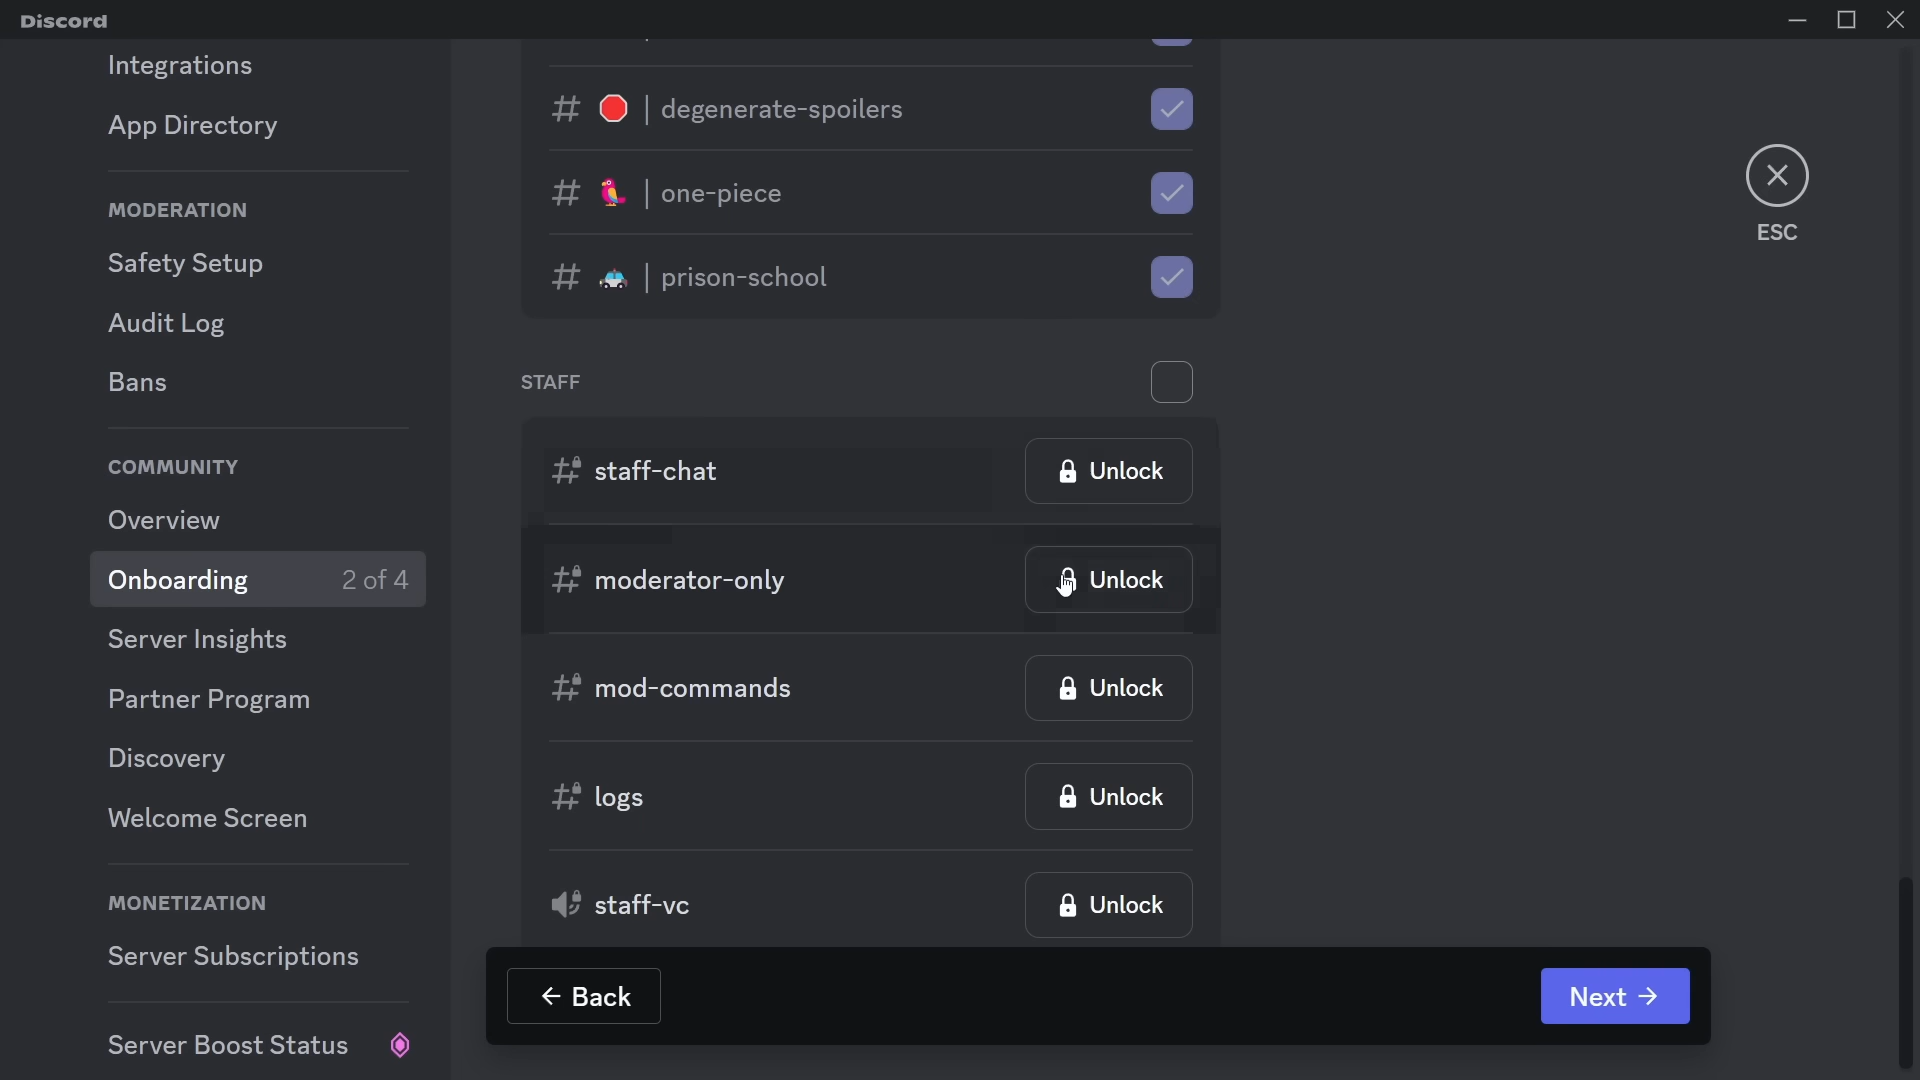 Discord
Integrations
App Directory
MODERATION
Safety Setup
Audit Log
Bans
COMMUNITY
Overview
Onboarding 2 of 4
Server Insights
Partner Program
Discovery
Welcome Screen
MONETIZATION
Server Subscriptions
Server Boost Status
# | degenerate-spoilers
# | one-piece
# | prison-school
STAFF
# staff-chat Unlock
# moderator-only Unlock
# mod-commands Unlock
# logs Unlock
staff-vc Unlock
← Back
Next →
ESC